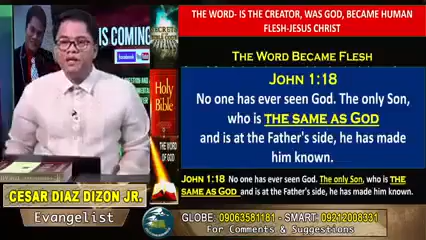 THE WORD- IS THE CREATOR, WAS GOD, BECAME HUMAN
FLESH-JESUS CHRIST
IS COMING
Holy
Bible
THE WORD
OF GOD
THE WORD BECAME FLESH
JOHN 1:18
No one has ever seen God. The only Son,
who is THE SAME AS GOD
and is at the Father's side, he has made
him known.
JOHN 1:18 No one has ever seen God. The only Son, who is THE
SAME AS GOD and is at the Father's side, he has made him known.
CESAR DIAZ DIZON JR.
Evangelist
GLOBE: 09063581181 - SMART: 09212008331
For Comments & Suggestions